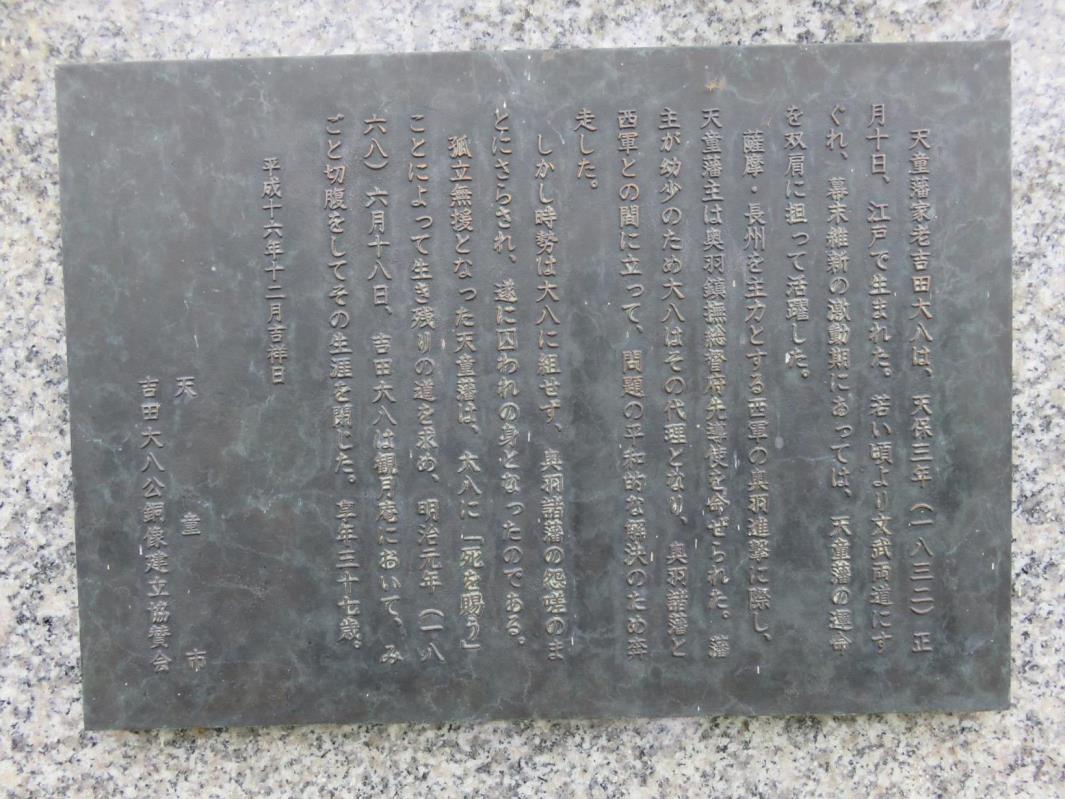 天童藩家老吉田大八は、天保三年（一八三二）正
月十日、江戸で生まれた。若い頃より文武両道にす
ぐれ、幕末維新の激動期におっては、天童藩の運命
を双肩に担って活躍した。
薩摩・長州を主力とする西軍の奥羽進撃に際し、
天童藩主は奥羽鎮撫総督府先導使を命ぜられた。藩
主が幼少のため大八はその代理となり、奥羽諸藩と
西軍との間に立って、問題の平和的な解決のため奔
走した。
しかし時勢は大八に組せず、奥羽諸藩の怨嗟のま
とにさらされ、遂に囚われの身となったのである。
孤立無援となった天童藩は、大八に「死を賜う」
ことによって生き残りの道を求め、明治元年（一八
六八）六月十八日、吉田大八は観月庵において、み
ごと切腹をしてその生涯を閉じた。享年三十七歳。
平成十六年十二月吉祥日
天童市
吉田大八公銅像建立協賛会